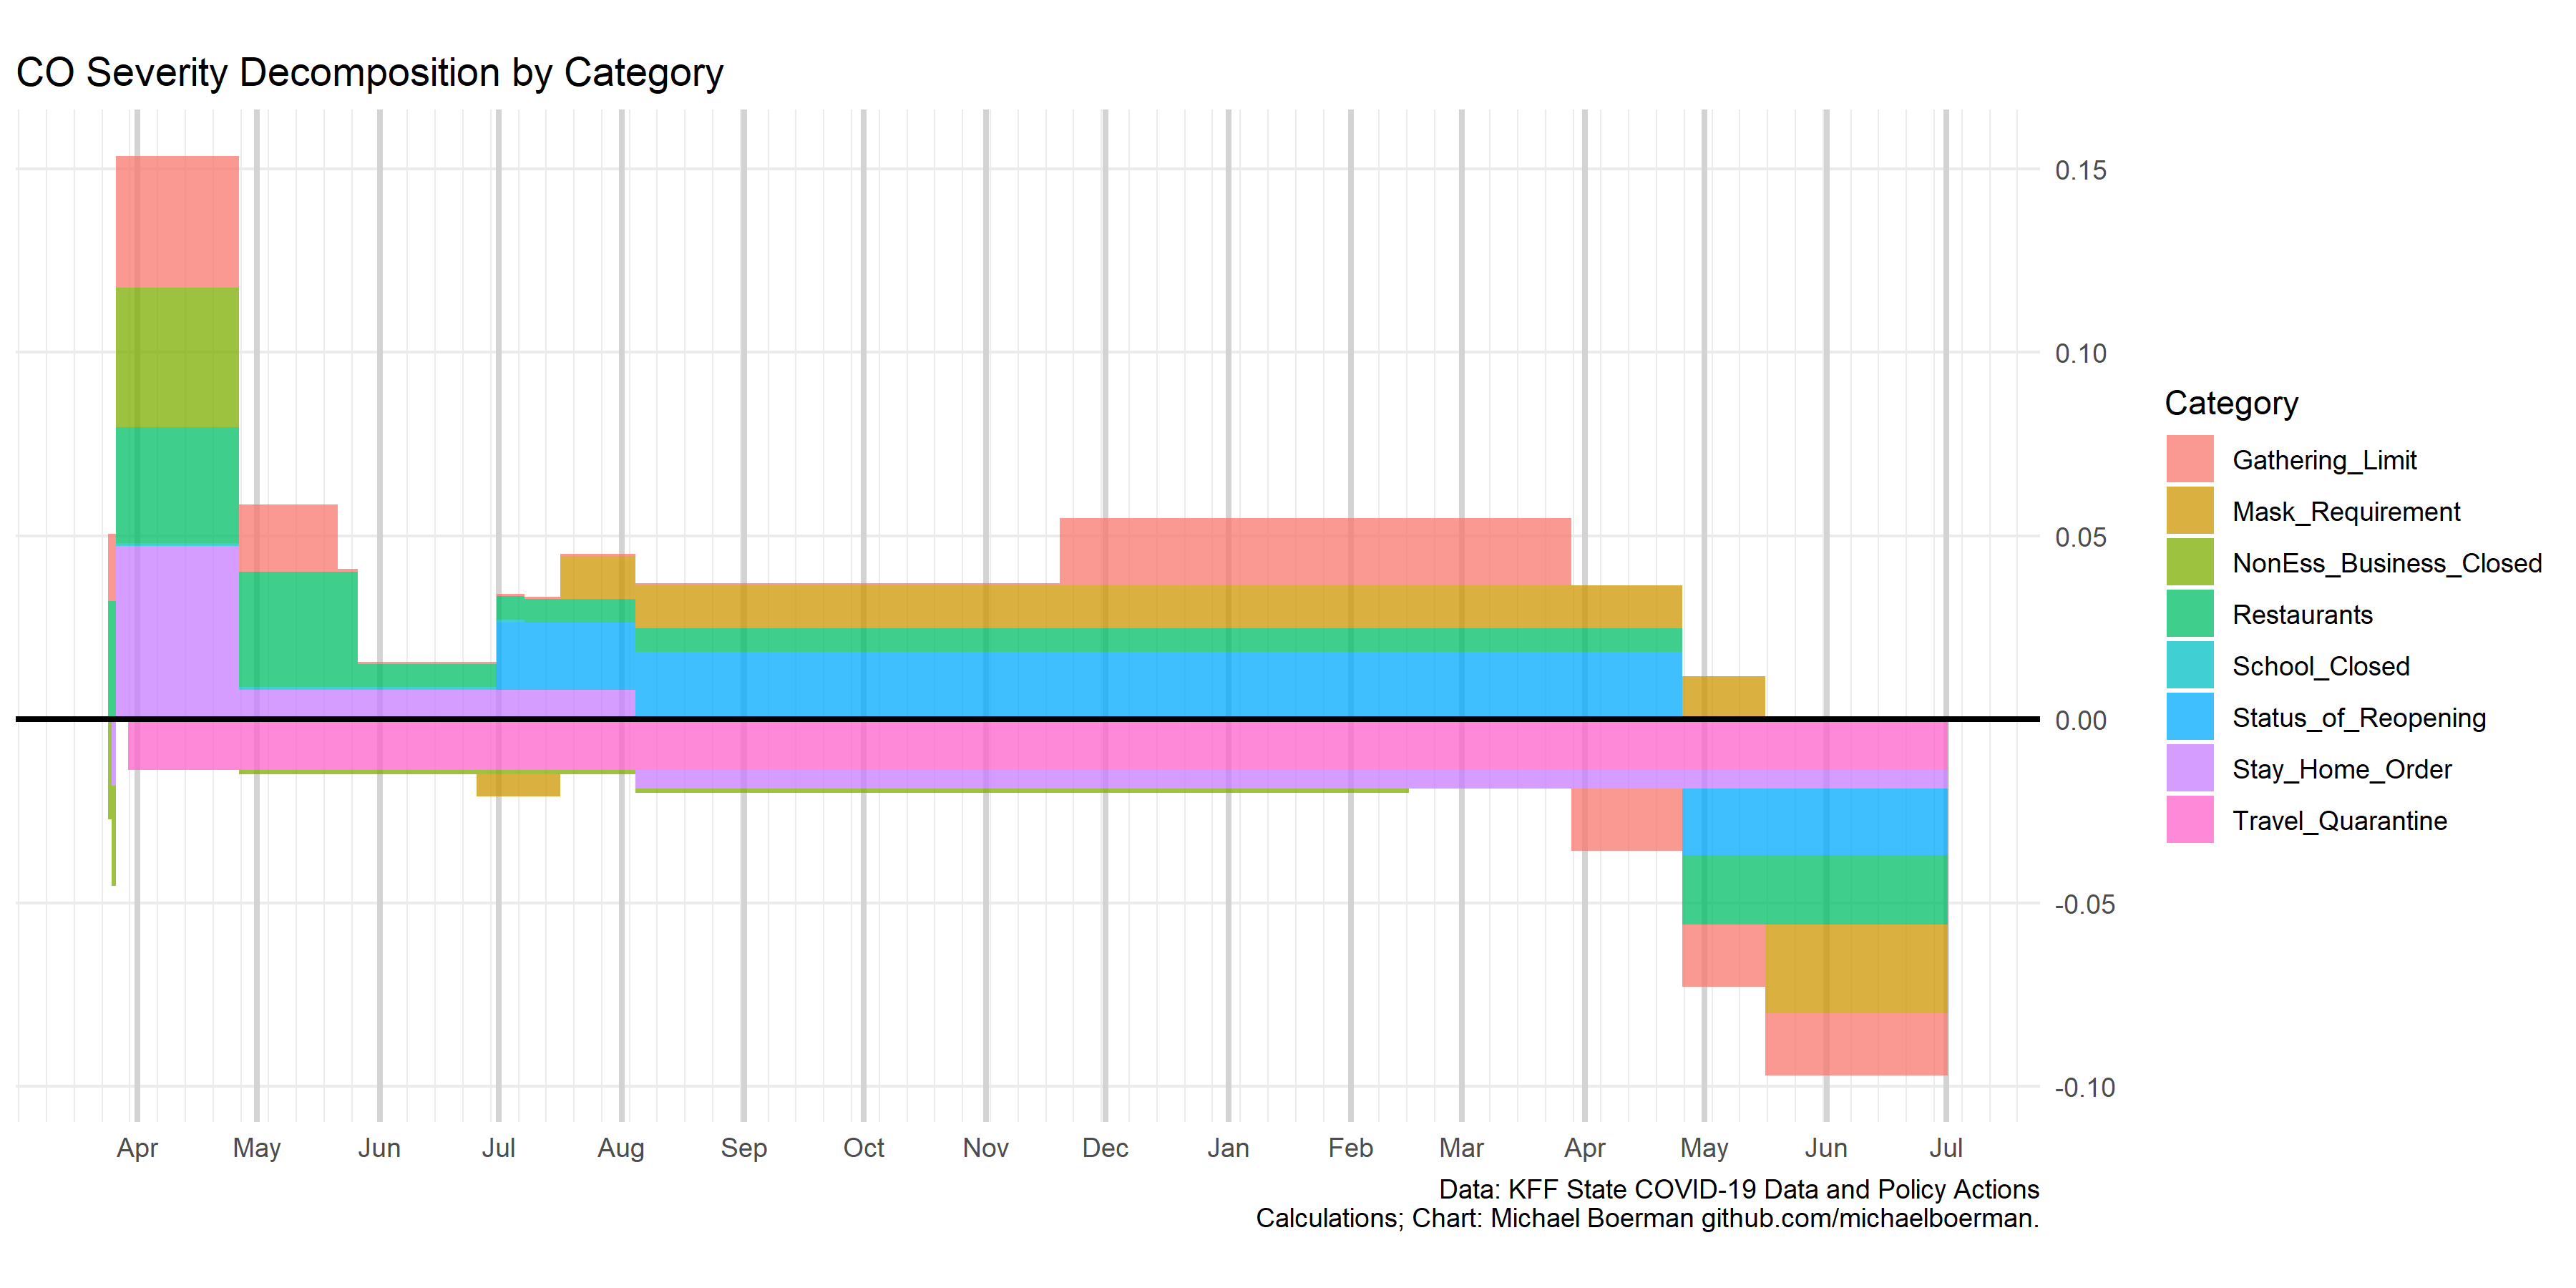 CO Severity Decomposition by Category
0.15
0.10
0.05
0.00
-0.05
-0.10
Apr May Jun Jul Aug Sep Oct Nov Dec Jan Feb Mar Apr May Jun Jul
Category
Gathering_Limit
Mask_Requirement
NonEss_Business_Closed
Restaurants
School_Closed
Status_of_Reopening
Stay_Home_Order
Travel_Quarantine
Data: KFF State COVID-19 Data and Policy Actions
Calculations; Chart: Michael Boerman github.com/michaelboerman.